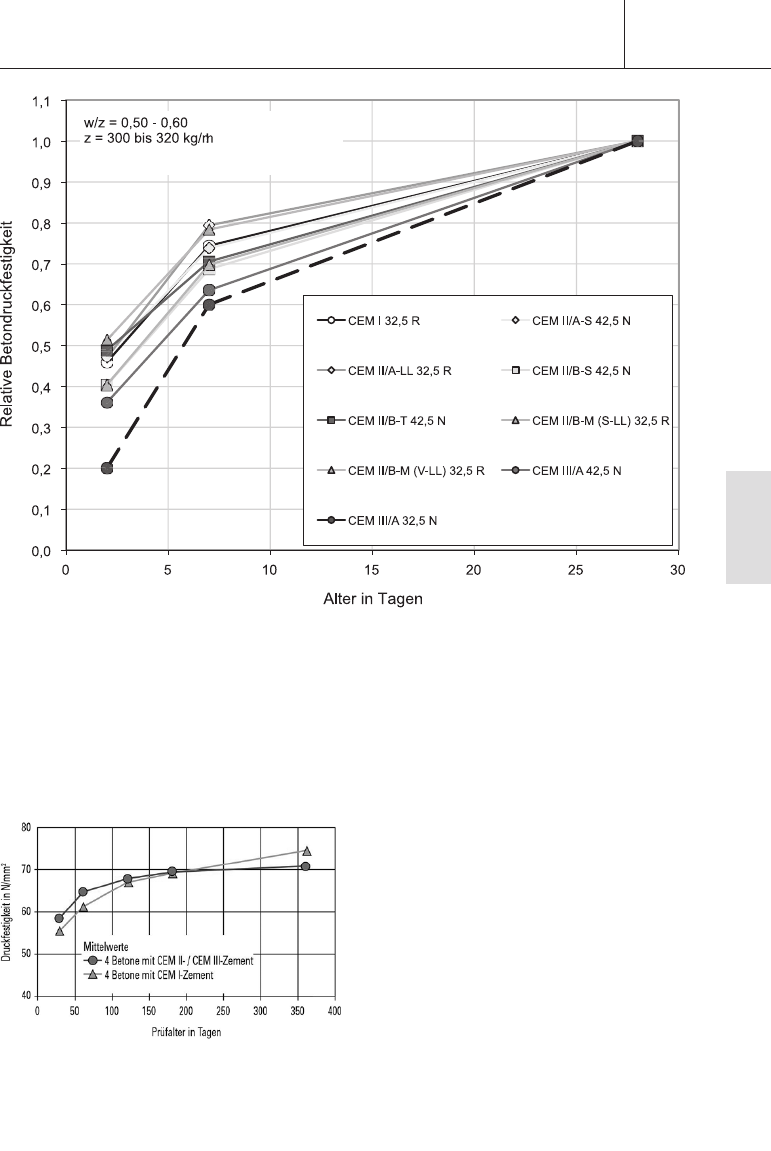 1,1
w/z = 0,50 - 0,60
z = 300 bis 320 kg/m
1,0
0,9
0,8
0,7
0,6
0,5
0,4
0,3
0,2
0,1
0,0
Relative Betondruckfestigkeit
CEM I 32,5 R
CEM II/A-S 42,5 N
CEM II/A-LL 32,5 R
CEM II/B-S 42,5 N
CEM II/B-T 42,5 N
CEM II/B-M (S-LL) 32,5 R
CEM II/B-M (V-LL) 32,5 R
CEM III/A 42,5 N
CEM III/A 32,5 N
0 5 10 15 20 25 30
Alter in Tagen
80
70
60
50
40
Druckfestigkeit in N/mm²
Mittelwerte
4 Betone mit CEM II- / CEM III-Zement
4 Betone mit CEM I-Zement
0 50 100 150 200 250 300 350 400
Prüfalter in Tagen